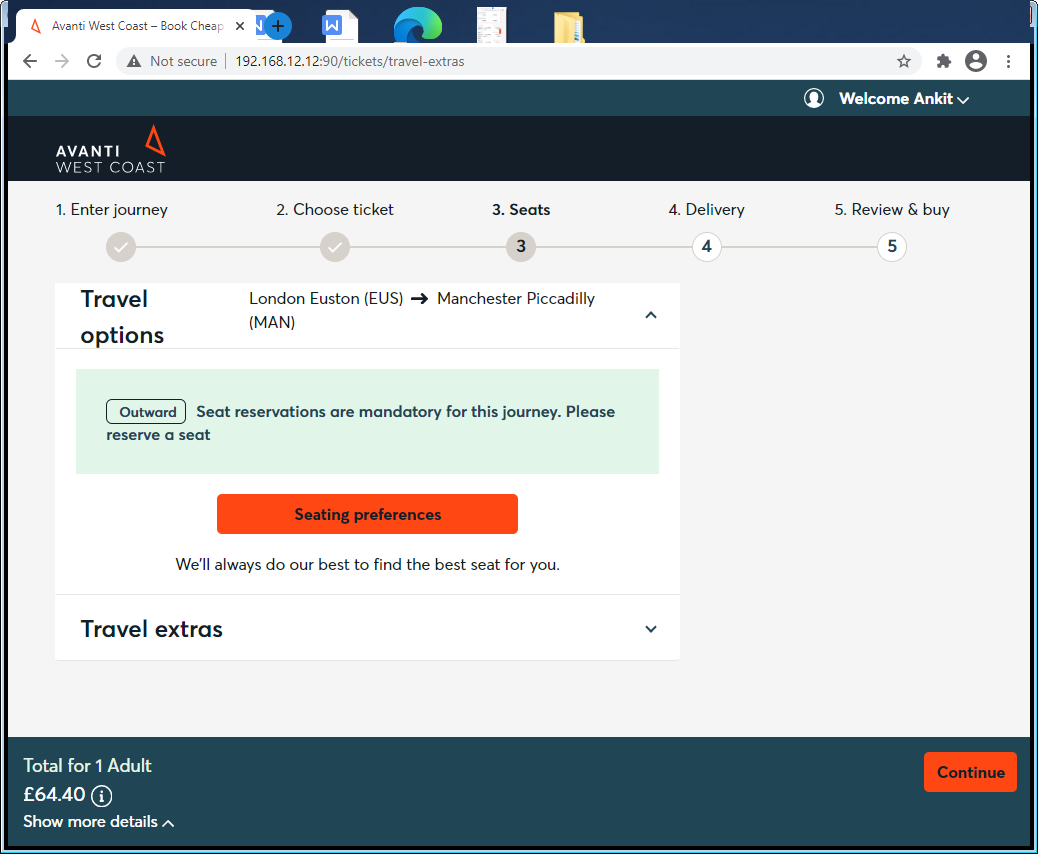 Avanti West Coast – Book Cheap
Not secure 192.168.12.12:90/tickets/travel-extras
Welcome Ankit
AVANTI
WEST COAST
1. Enter journey 2. Choose ticket 3. Seats 4. Delivery 5. Review & buy
3 4 5
Travel options
London Euston (EUS) → Manchester Piccadilly (MAN)
Outward Seat reservations are mandatory for this journey. Please
reserve a seat
Seating preferences
We'll always do our best to find the best seat for you.
Travel extras
Total for 1 Adult
£64.40
Show more details
Continue